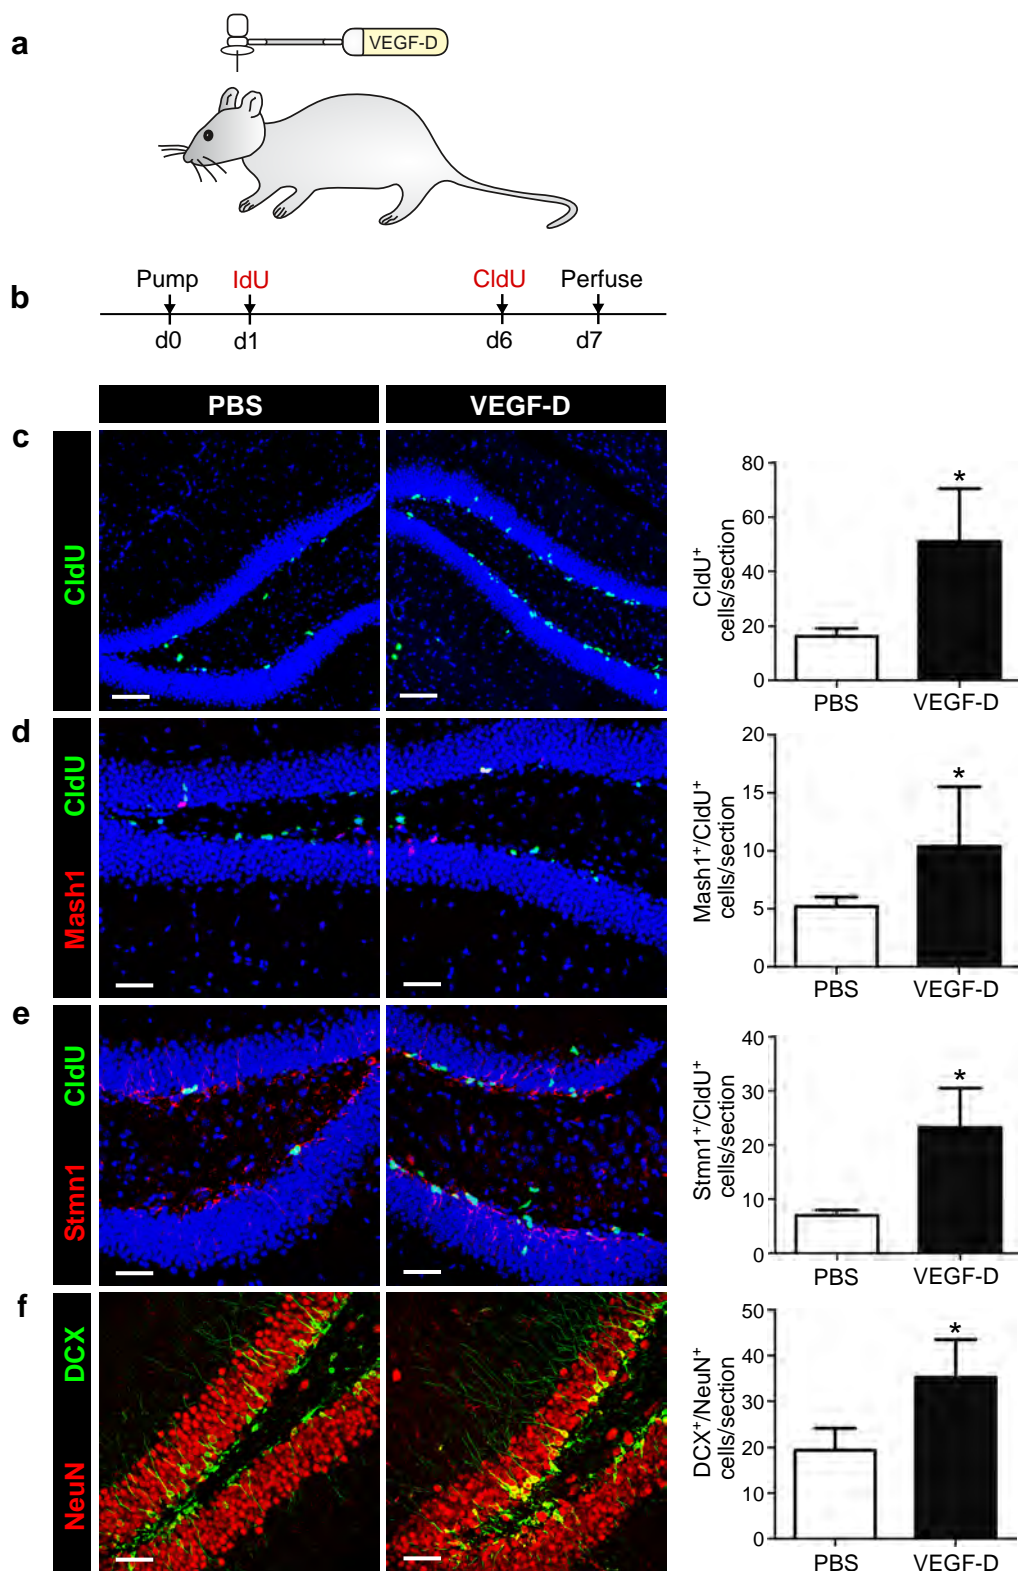 a
VEGF-D
b
Pump IdU CldU Perfuse
d0 d1 d6 d7
PBS VEGF-D
c
CldU
80
60
40
20
0
CldU⁺
cells/section
*
PBS VEGF-D
d
Mash1 CldU
20
15
10
5
0
Mash1⁺/CldU⁺
cells/section
*
PBS VEGF-D
e
Stmn1 CldU
40
30
20
10
0
Stmn1⁺/CldU⁺
cells/section
*
PBS VEGF-D
f
NeuN DCX
50
40
30
20
10
0
DCX⁺/NeuN⁺
cells/section
*
PBS VEGF-D